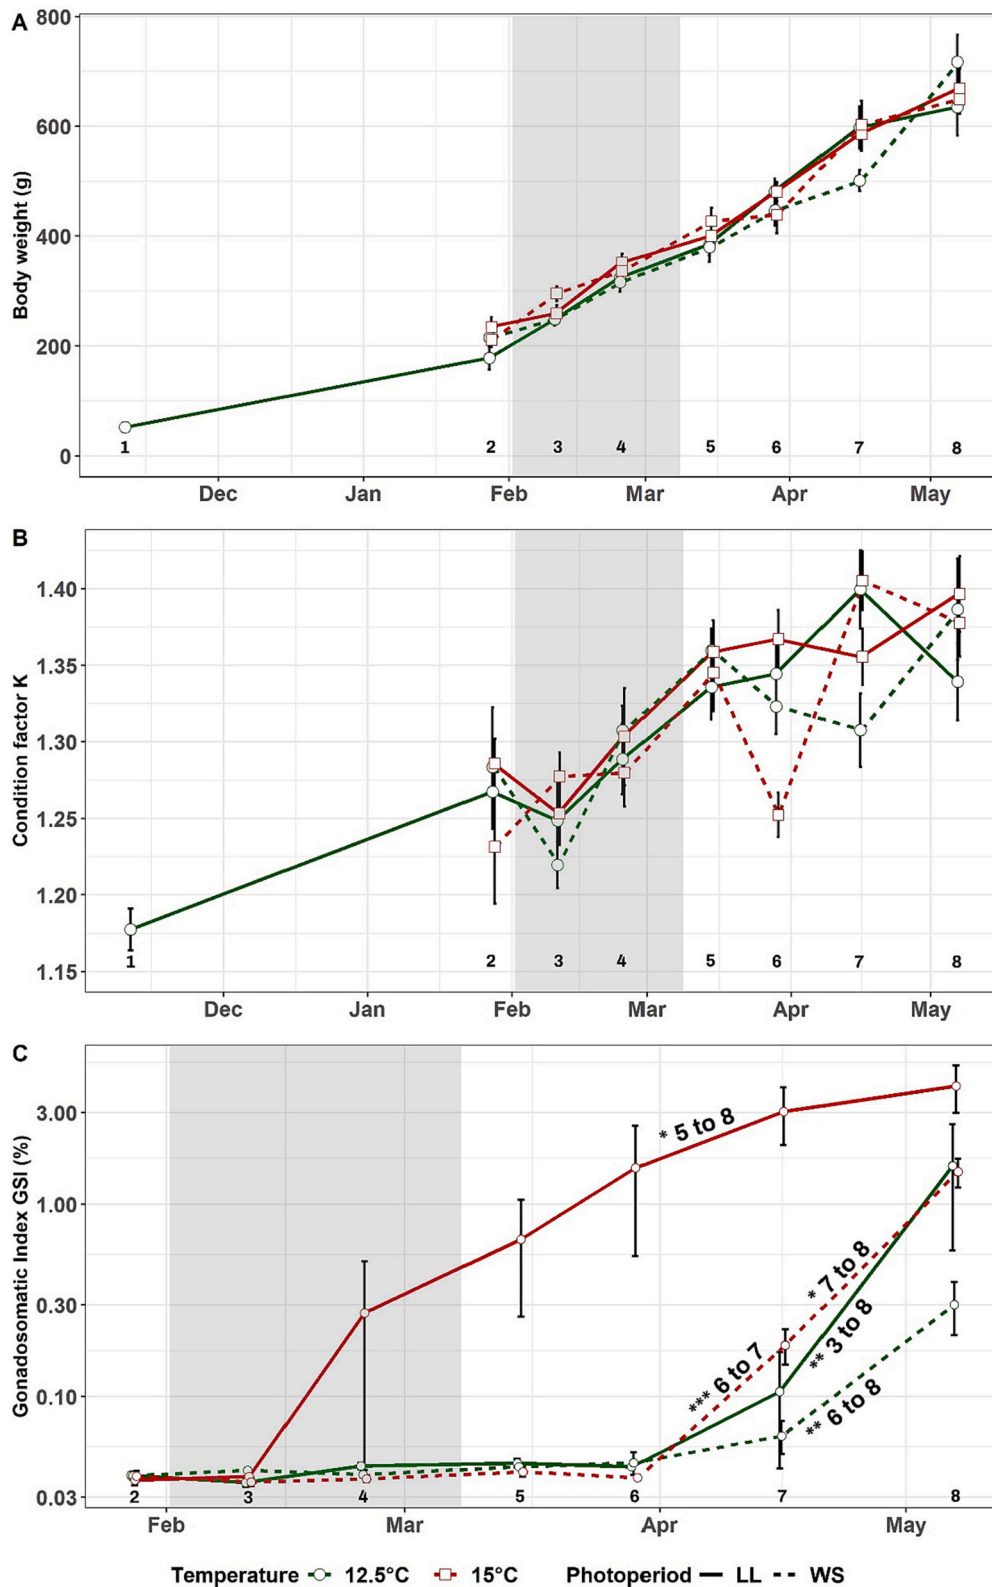 A
800
600
400
200
0
Body weight (g)
1 2 3 4 5 6 7 8
Dec Jan Feb Mar Apr May
B
1.40
1.35
1.30
1.25
1.20
1.15
Condition factor K
1 2 3 4 5 6 7 8
Dec Jan Feb Mar Apr May
C
3.00
1.00
0.30
0.10
0.03
Gonadosomatic Index GSI (%)
* 5 to 8
* 7 to 8
** 3 to 8
*** 6 to 7
** 6 to 8
2 3 4 5 6 7 8
Feb Mar Apr May
Temperature 12.5°C 15°C Photoperiod LL WS